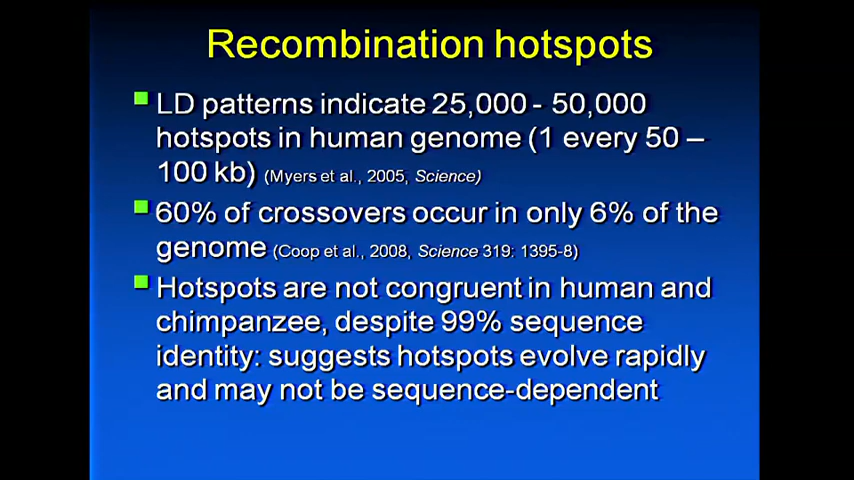 Recombination hotspots
LD patterns indicate 25,000 - 50,000
hotspots in human genome (1 every 50 –
100 kb) (Myers et al., 2005, Science)
60% of crossovers occur in only 6% of the
genome (Coop et al., 2008, Science 319: 1395-8)
Hotspots are not congruent in human and
chimpanzee, despite 99% sequence
identity: suggests hotspots evolve rapidly
and may not be sequence-dependent